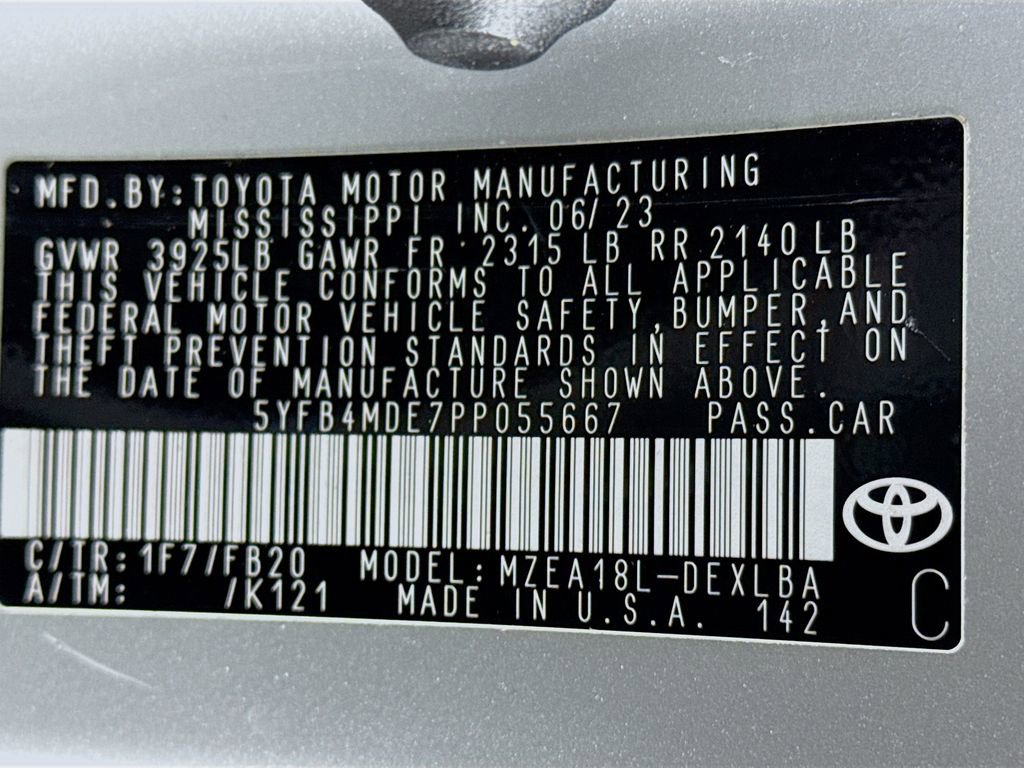 MFD.BY:TOYOTA MOTOR MANUFACTURING
MISSISSIPPI INC. 06/23
GVWR 3925LB GAWR FR 2315 LB RR 2140 LB
THIS VEHICLE CONFORMS TO ALL APPLICABLE
FEDERAL MOTOR VEHICLE SAFETY,BUMPER,AND
THEFT PREVENTION STANDARDS IN EFFECT ON
THE DATE OF MANUFACTURE SHOWN ABOVE.
5YFB4MDE7PP055667 PASS.CAR
C/TR:1F7/FB20 MODEL:MZEA18L-DEXLBA
A/TM: /K121 MADE IN U.S.A. 142 C